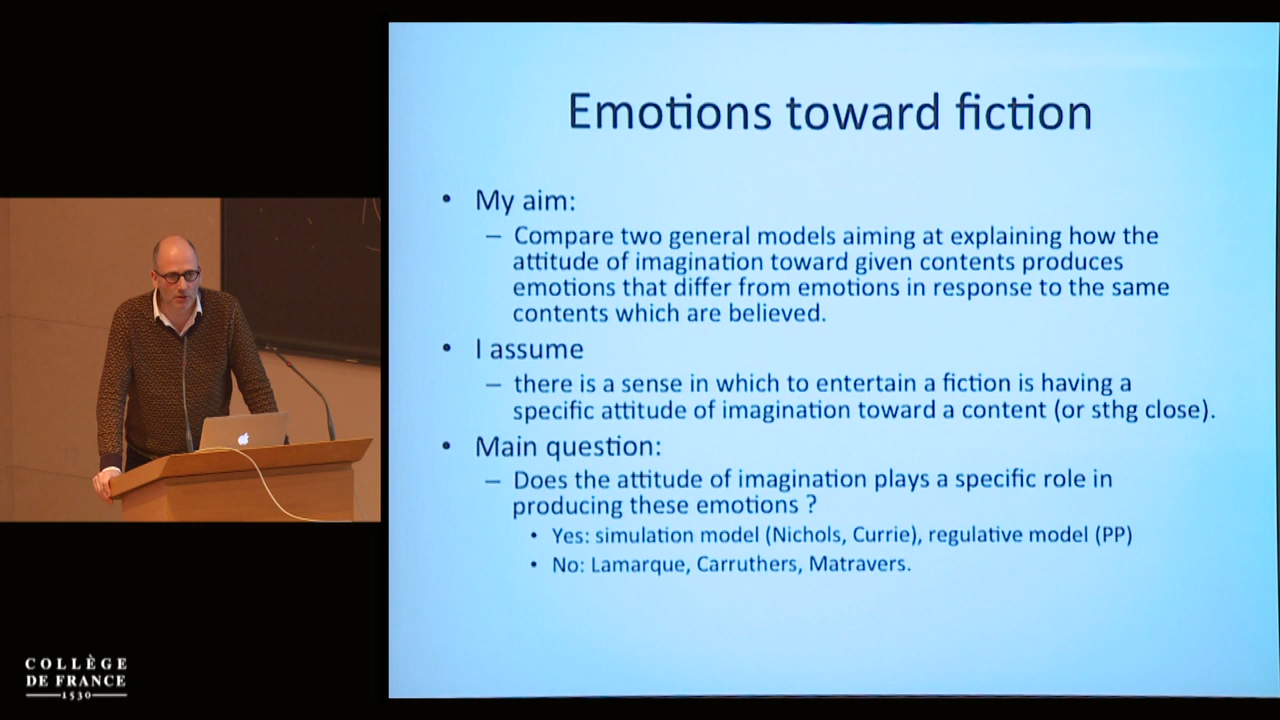 Emotions toward fiction
• My aim:
– Compare two general models aiming at explaining how the
attitude of imagination toward given contents produces
emotions that differ from emotions in response to the same
contents which are believed.
• I assume
– there is a sense in which to entertain a fiction is having a
specific attitude of imagination toward a content (or sthg close).
• Main question:
– Does the attitude of imagination plays a specific role in
producing these emotions ?
• Yes: simulation model (Nichols, Currie), regulative model (PP)
• No: Lamarque, Carruthers, Matravers.
COLLÈGE
DE FRANCE
1530